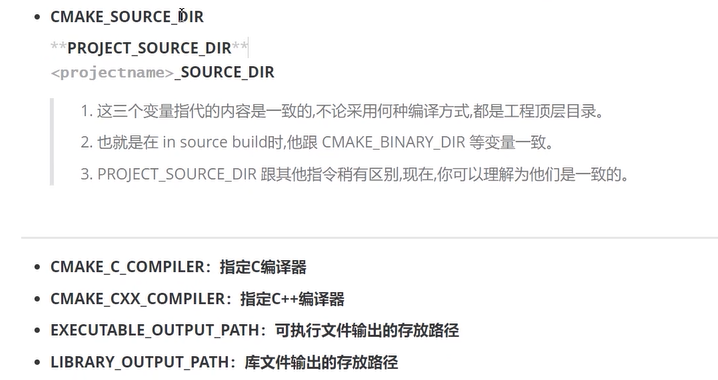 CMAKE_SOURCE_DIR
**PROJECT_SOURCE_DIR**
<projectname>_SOURCE_DIR
1. 这三个变量指代的内容是一致的,不论采用何种编译方式,都是工程顶层目录。
2. 也就是在 in source build时,他跟 CMAKE_BINARY_DIR 等变量一致。
3. PROJECT_SOURCE_DIR 跟其他指令稍有区别,现在,你可以理解为他们是一致的。
CMAKE_C_COMPILER：指定C编译器
CMAKE_CXX_COMPILER：指定C++编译器
EXECUTABLE_OUTPUT_PATH：可执行文件输出的存放路径
LIBRARY_OUTPUT_PATH：库文件输出的存放路径